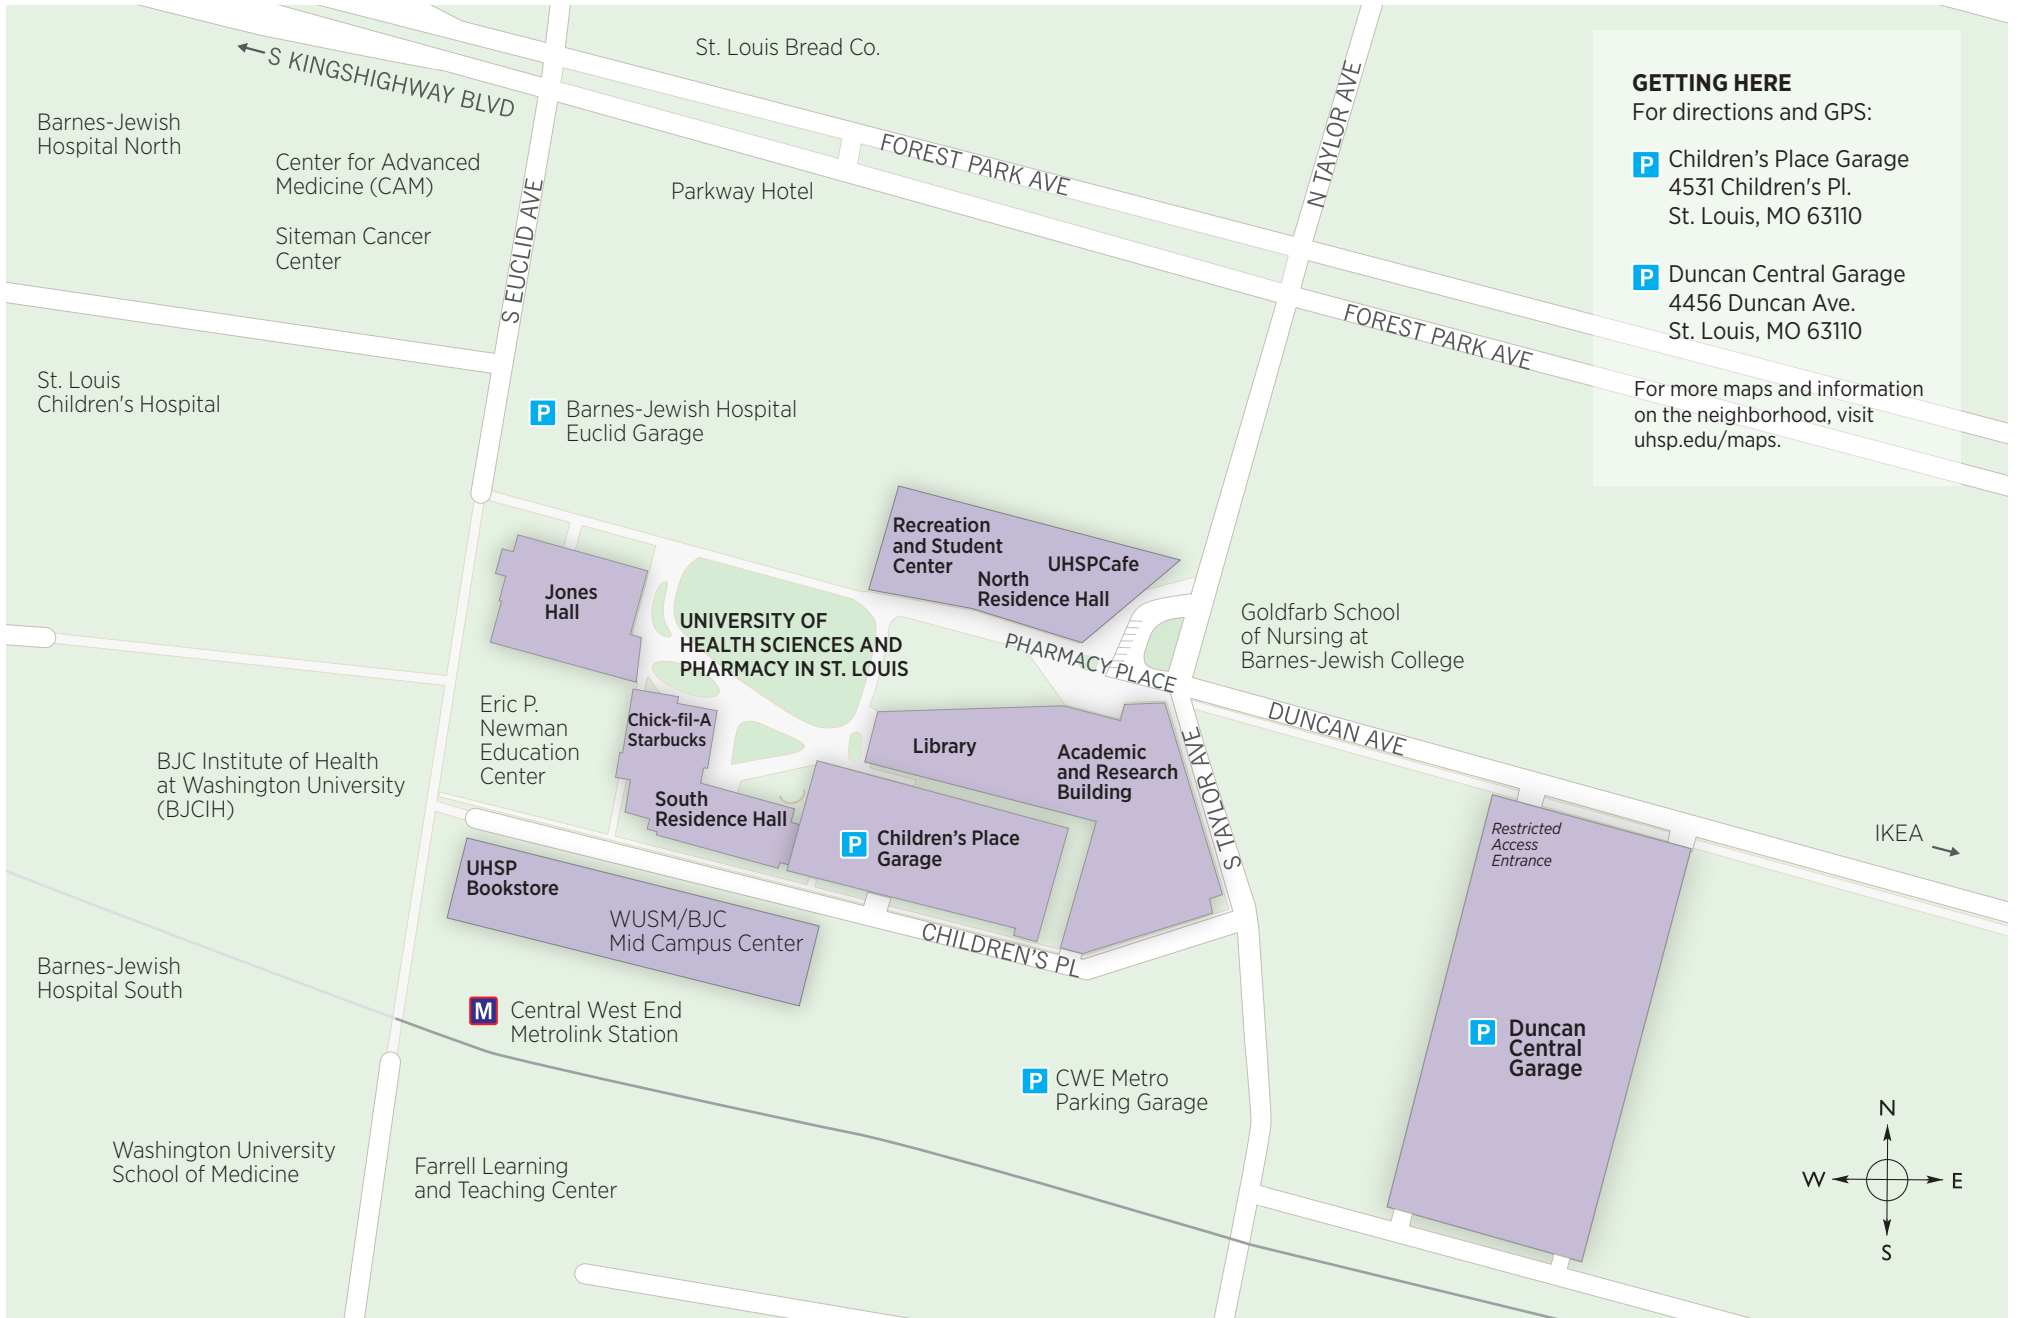 St. Louis Bread Co.
S KINGSHIGHWAY BLVD
Barnes-Jewish
Hospital North
Center for Advanced
Medicine (CAM)
Siteman Cancer
Center
S EUCLID AVE
Parkway Hotel
FOREST PARK AVE
N TAYLOR AVE
FOREST PARK AVE
GETTING HERE
For directions and GPS:
P Children's Place Garage
4531 Children's Pl.
St. Louis, MO 63110
P Duncan Central Garage
4456 Duncan Ave.
St. Louis, MO 63110
For more maps and information
on the neighborhood, visit
uhsp.edu/maps.
St. Louis
Children's Hospital
P Barnes-Jewish Hospital
Euclid Garage
Recreation
and Student
Center
UHSPCafe
North
Residence Hall
Jones
Hall
UNIVERSITY OF
HEALTH SCIENCES AND
PHARMACY IN ST. LOUIS
PHARMACY PLACE
Goldfarb School
of Nursing at
Barnes-Jewish College
DUNCAN AVE
Eric P.
Newman
Education
Center
Chick-fil-A
Starbucks
Library
Academic
and Research
Building
S TAYLOR AVE
BJC Institute of Health
at Washington University
(BJCIH)
South
Residence Hall
P Children's Place
Garage
Restricted
Access
Entrance
IKEA
UHSP
Bookstore
WUSM/BJC
Mid Campus Center
CHILDREN'S PL
Barnes-Jewish
Hospital South
M Central West End
Metrolink Station
P Duncan
Central
Garage
P CWE Metro
Parking Garage
Washington University
School of Medicine
Farrell Learning
and Teaching Center
N
W E
S